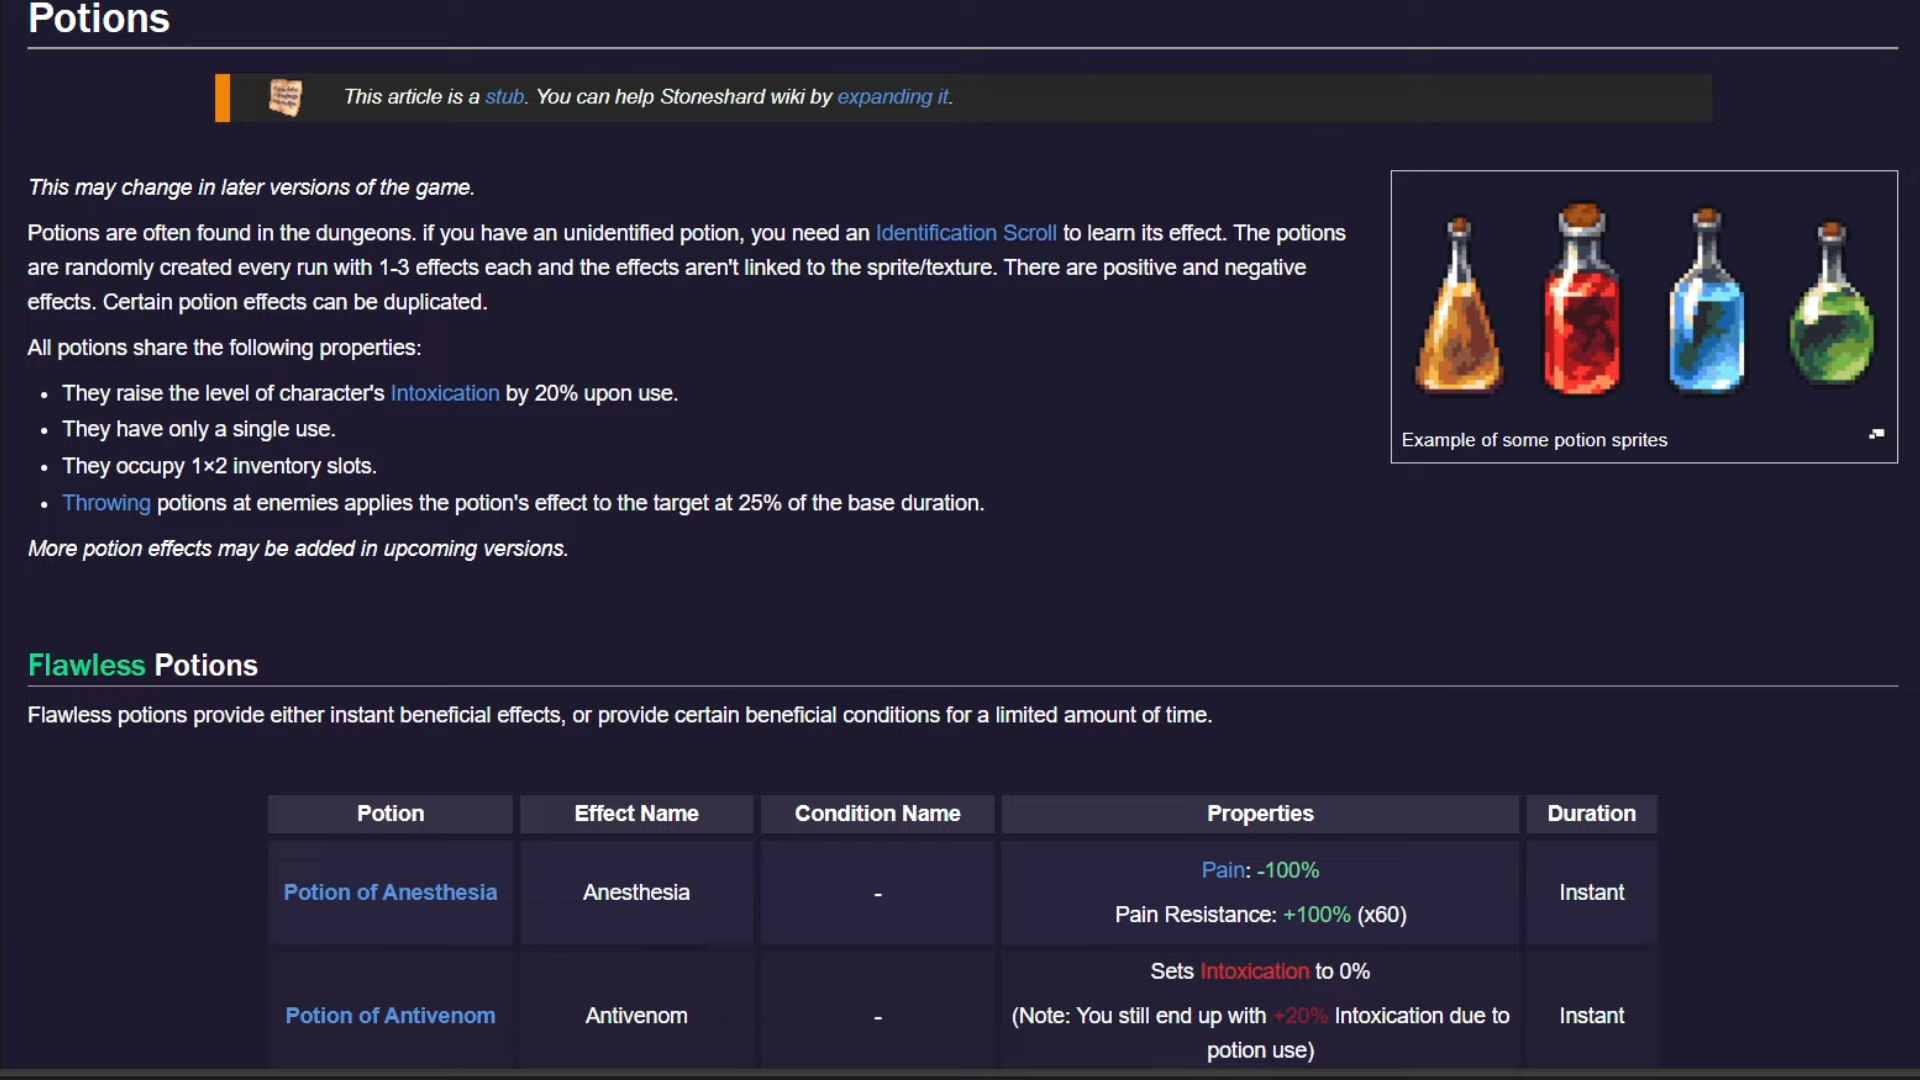 Potions
This article is a stub. You can help Stoneshard wiki by expanding it.
This may change in later versions of the game.
Potions are often found in the dungeons. if you have an unidentified potion, you need an Identification Scroll to learn its effect. The potions
are randomly created every run with 1-3 effects each and the effects aren't linked to the sprite/texture. There are positive and negative
effects. Certain potion effects can be duplicated.
All potions share the following properties:
• They raise the level of character's Intoxication by 20% upon use.
• They have only a single use.
• They occupy 1×2 inventory slots.
• Throwing potions at enemies applies the potion's effect to the target at 25% of the base duration.
More potion effects may be added in upcoming versions.
Example of some potion sprites
Flawless Potions
Flawless potions provide either instant beneficial effects, or provide certain beneficial conditions for a limited amount of time.
Potion Effect Name Condition Name Properties Duration
Potion of Anesthesia Anesthesia - Pain: -100% Instant
Pain Resistance: +100% (x60)
Potion of Antivenom Antivenom - Sets Intoxication to 0% Instant
(Note: You still end up with +20% Intoxication due to
potion use)